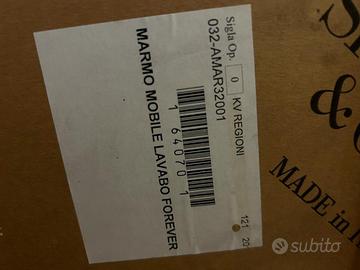 Sigla Op. 0 KV REGIONI
032-AMAR32001
1 64070 1
MARMO MOBILE LAVABO FOREVER
121
&
MADE in
subito